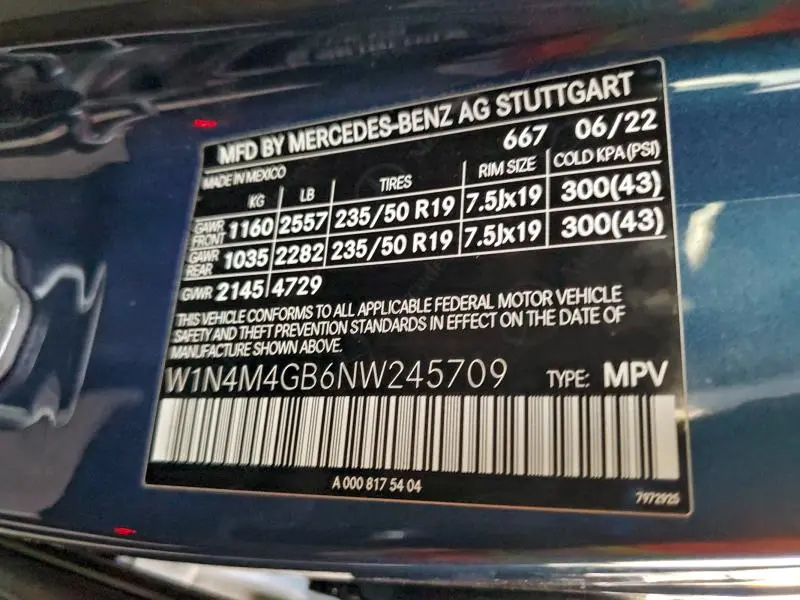 MFD BY MERCEDES-BENZ AG STUTTGART
MADE IN MEXICO 667 06/22
KG LB TIRES RIM SIZE COLD KPA (PSI)
GAWR FRONT 1160 2557 235/50 R19 7.5Jx19 300(43)
GAWR REAR 1035 2282 235/50 R19 7.5Jx19 300(43)
GVWR 2145 4729
THIS VEHICLE CONFORMS TO ALL APPLICABLE FEDERAL MOTOR VEHICLE
SAFETY AND THEFT PREVENTION STANDARDS IN EFFECT ON THE DATE OF
MANUFACTURE SHOWN ABOVE.
W1N4M4GB6NW245709 TYPE: MPV
A 000 817 54 04
7972925